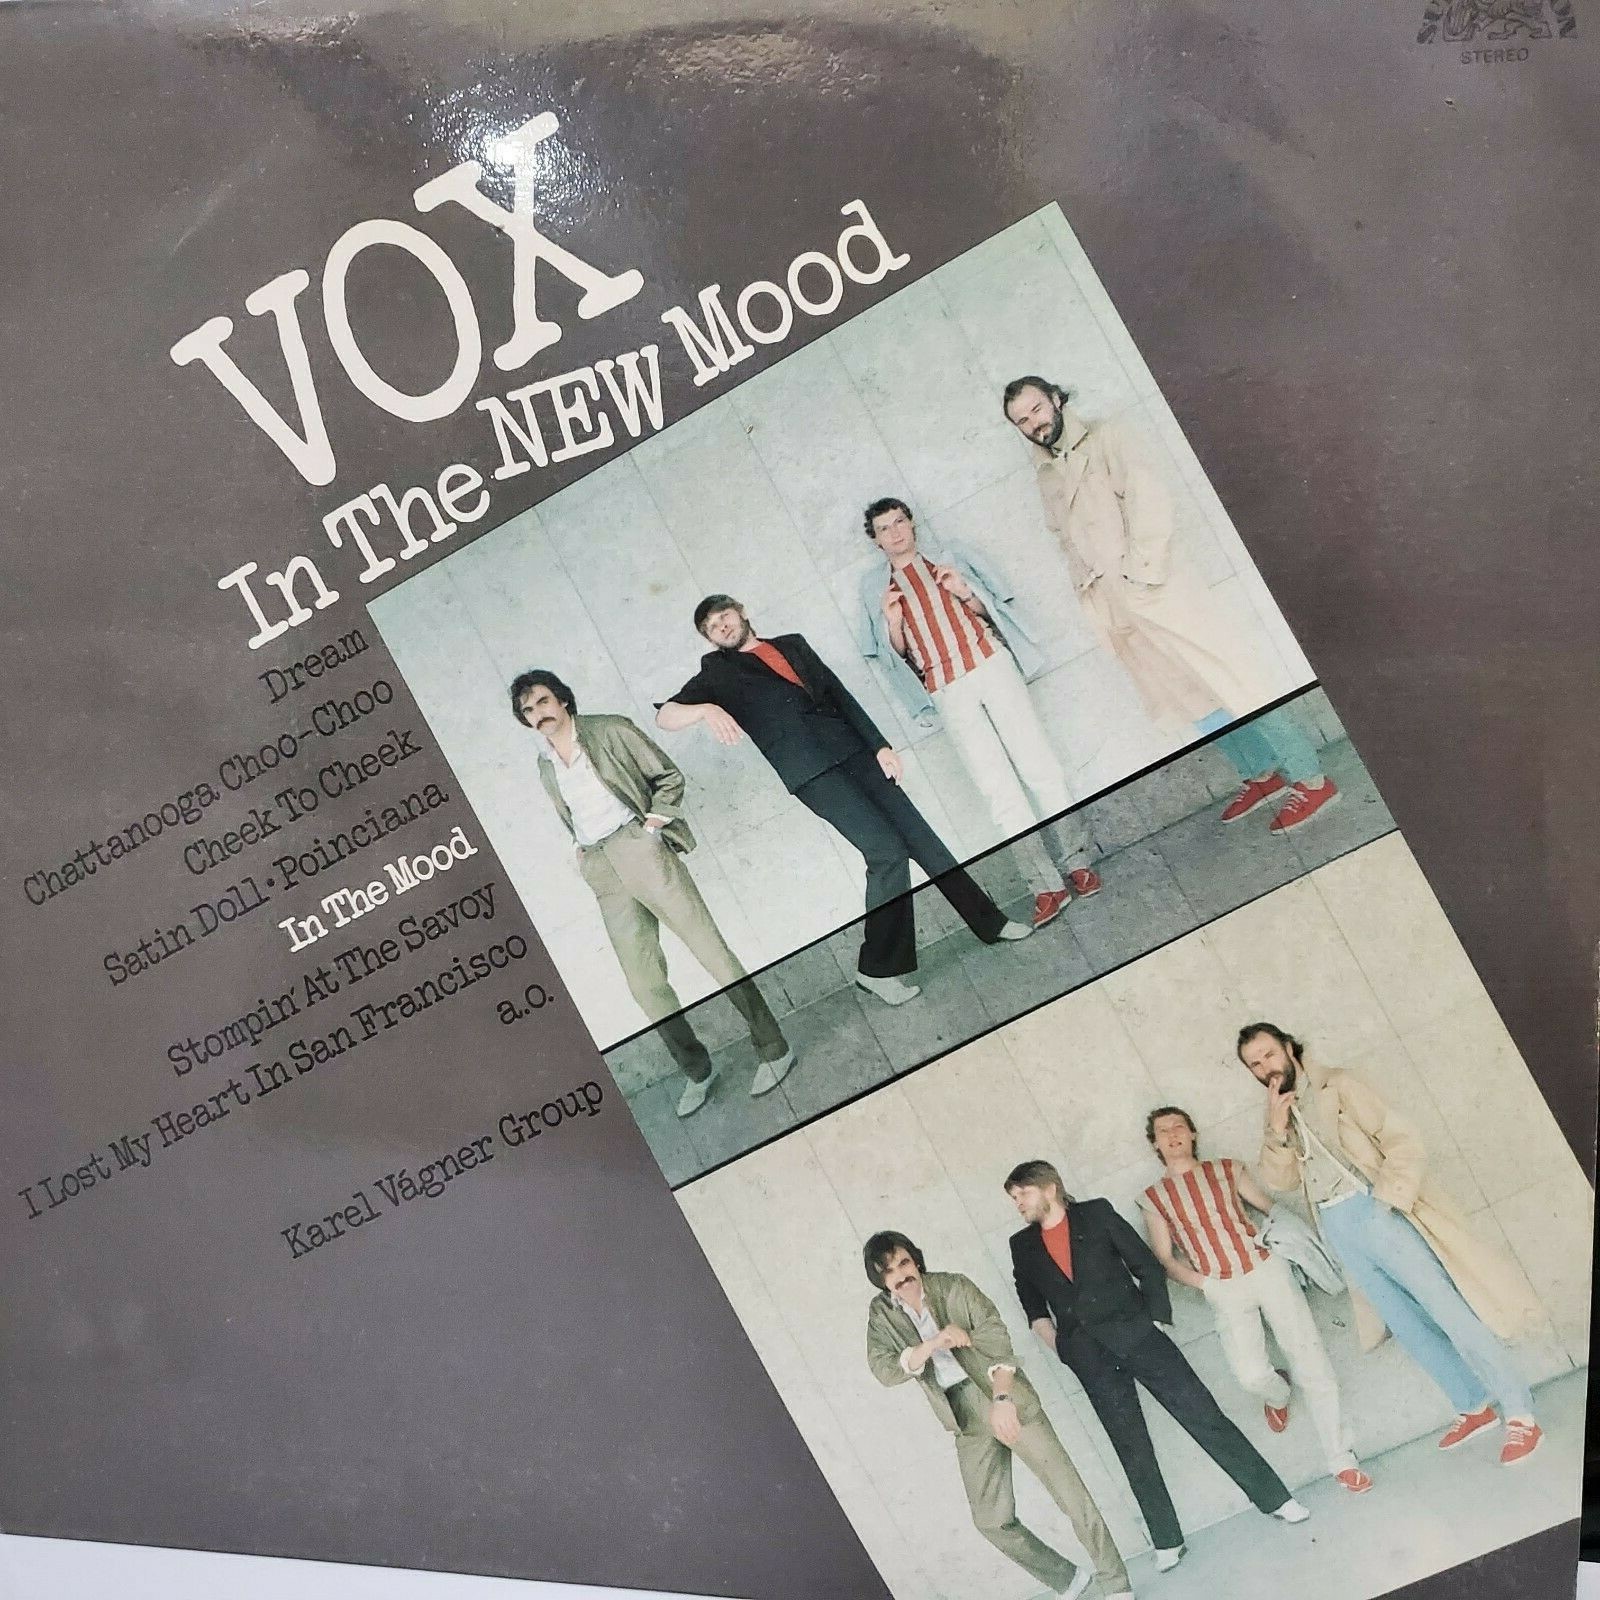 STEREO
VOX
In The NEW Mood
Dream
Chattanooga Choo-Choo
Cheek To Cheek
Satin Doll • Poinciana
In The Mood
Stompin' At The Savoy
I Lost My Heart In San Francisco
a.o.
Karel Vágner Group